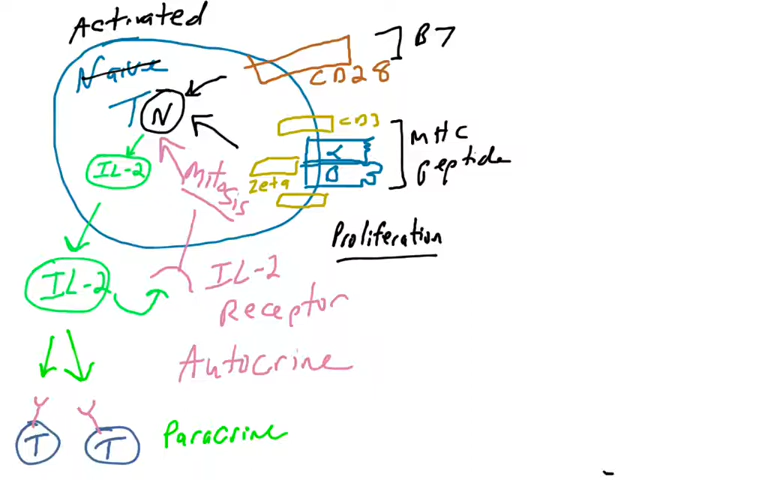 Activated
B7
Naive
CD28
T N
CD3
MHC
α
Peptide
IL-2
Mitosis
Zeta
β
Proliferation
IL-2
IL-2
Receptor
Autocrine
T T
Paracrine